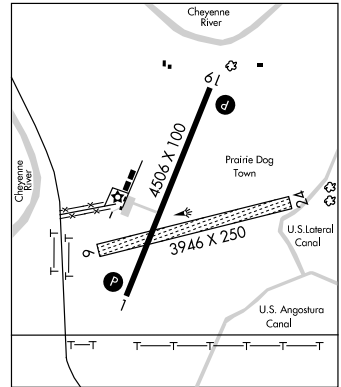 Cheyenne
River
19
P
4506 X 100
Prairie Dog
Town
Cheyenne
River
24
U.S.Lateral
Canal
6
3946 X 250
P
1
U.S. Angostura
Canal